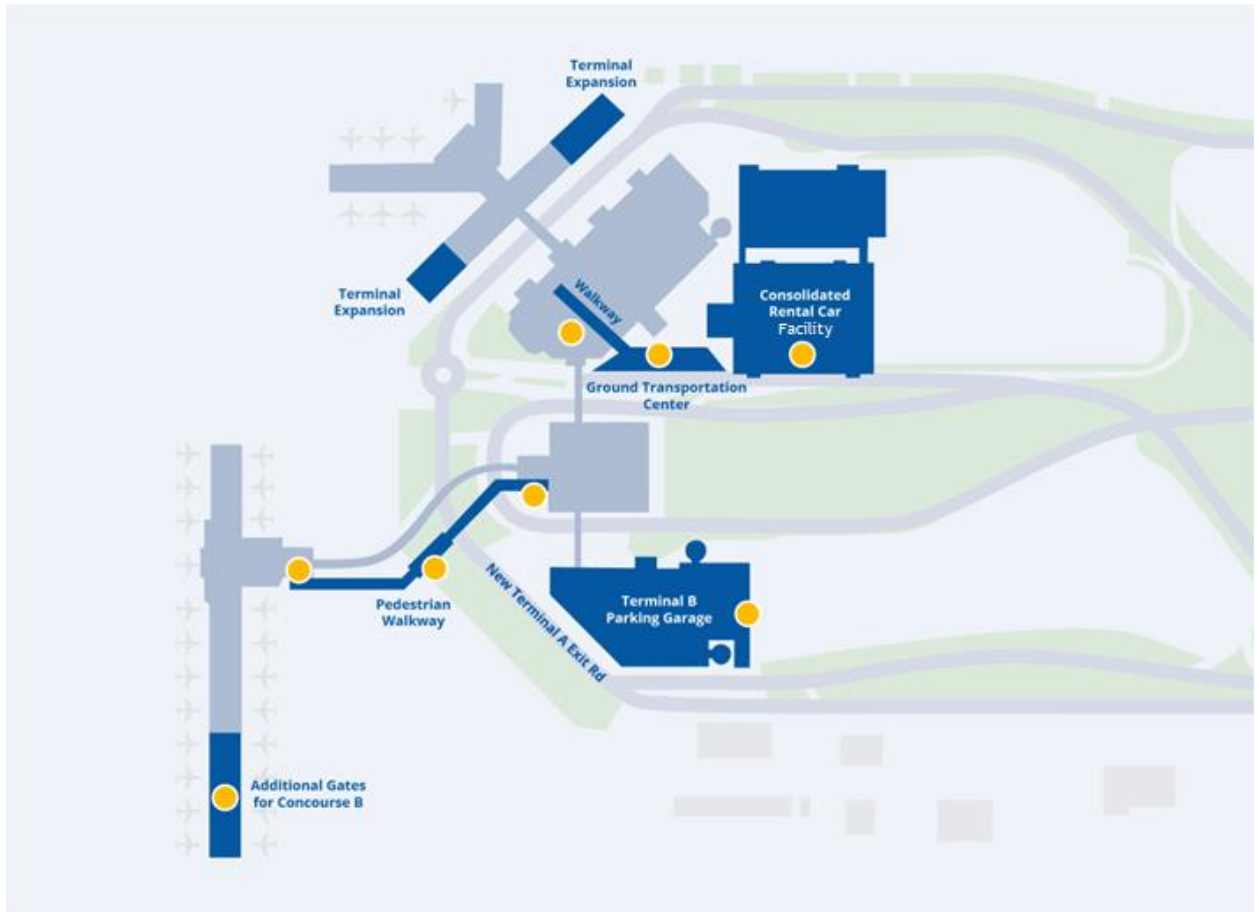 Terminal
Expansion
Terminal
Expansion
Walkway
Consolidated
Rental Car
Facility
Ground Transportation
Center
Pedestrian
Walkway
New Terminal A Exit Rd
Terminal B
Parking Garage
Additional Gates
for Concourse B